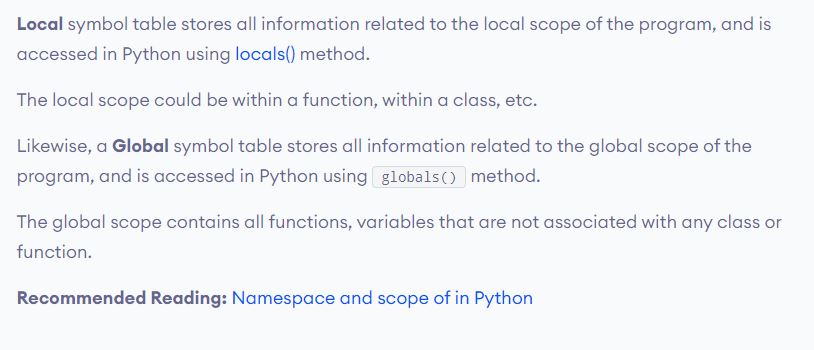 Local symbol table stores all information related to the local scope of the program, and is
accessed in Python using locals() method.
The local scope could be within a function, within a class, etc.
Likewise, a Global symbol table stores all information related to the global scope of the
program, and is accessed in Python using globals() method.
The global scope contains all functions, variables that are not associated with any class or
function.
Recommended Reading: Namespace and scope of in Python